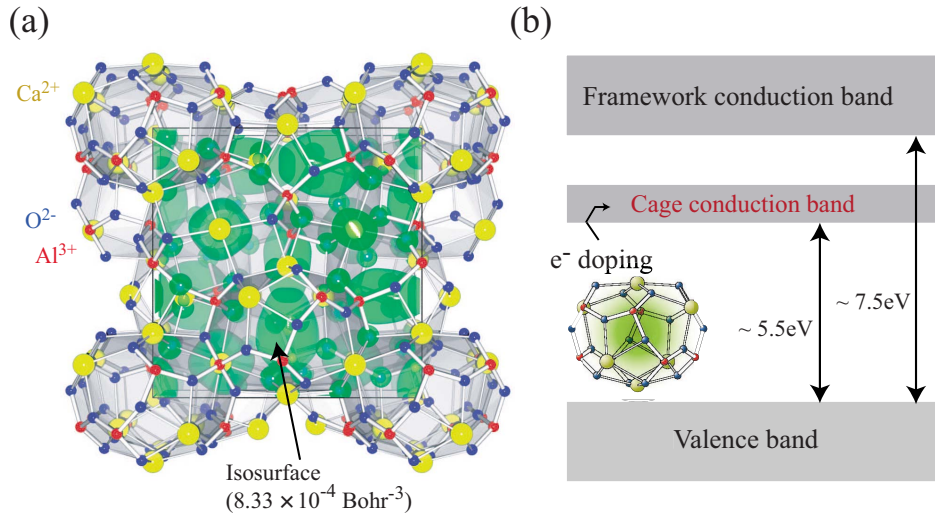 (a)
Ca²⁺
O²⁻
Al³⁺
Isosurface
(8.33 ×10⁻⁴ Bohr⁻³)
(b)
Framework conduction band
Cage conduction band
e⁻ doping
~ 5.5eV
~ 7.5eV
Valence band